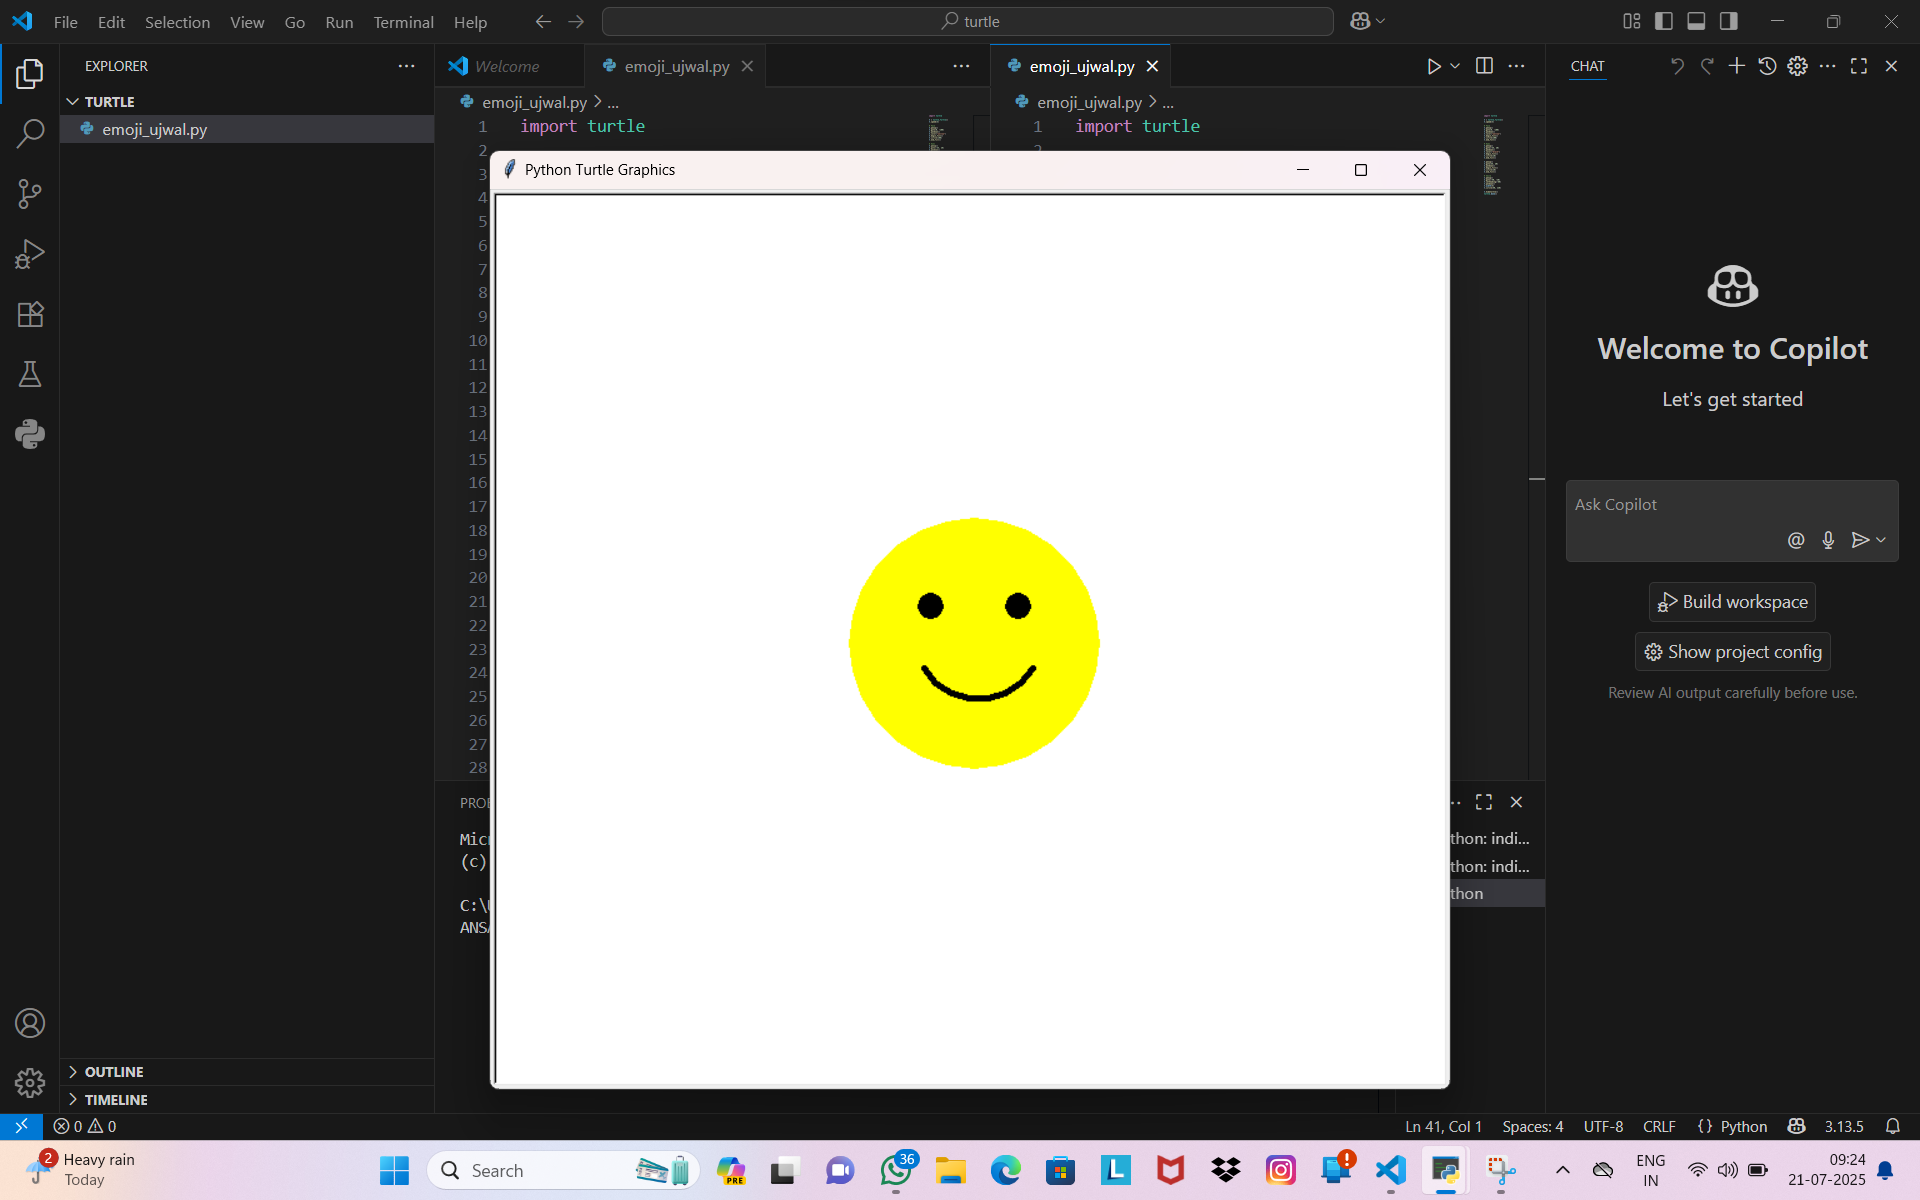 File Edit Selection View Go Run Terminal Help
turtle
EXPLORER
TURTLE
emoji_ujwal.py
OUTLINE
TIMELINE
Welcome
emoji_ujwal.py
emoji_ujwal.py > ...
1 import turtle
2
3
4
5
6
7
8
9
10
11
12
13
14
15
16
17
18
19
20
21
22
23
24
25
26
27
28
emoji_ujwal.py
emoji_ujwal.py > ...
1 import turtle
Python Turtle Graphics
(c)
C:\
thon: indi...
thon: indi...
thon
CHAT
Welcome to Copilot
Let's get started
Ask Copilot
Build workspace
Show project config
Review AI output carefully before use.
0 0
Ln 41, Col 1 Spaces: 4 UTF-8 CRLF {} Python 3.13.5
2
Heavy rain
Today
Search
PRE
36
L
ENG
IN
09:24
21-07-2025